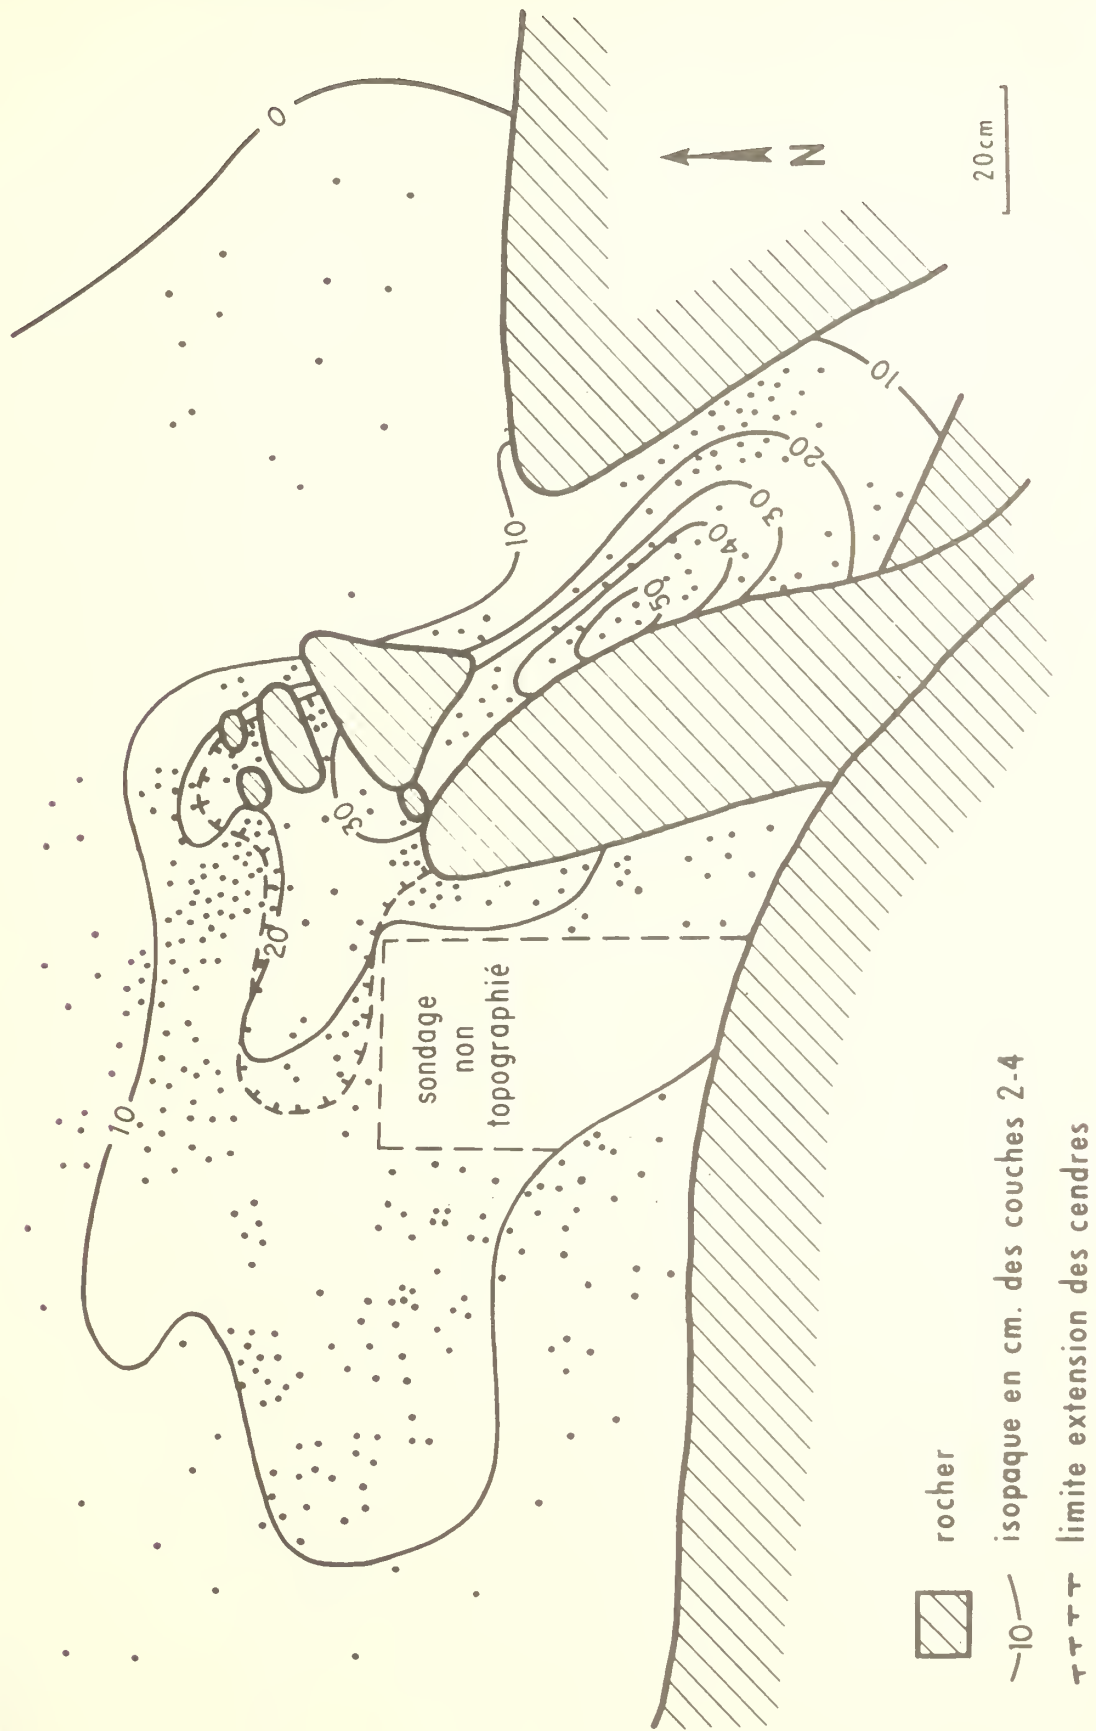 0
10
10
20
30
10
20
30
40
50
sondage
non
topographié
N
20cm
rocher
10 isopaque en cm. des couches 2-4
limite extension des cendres